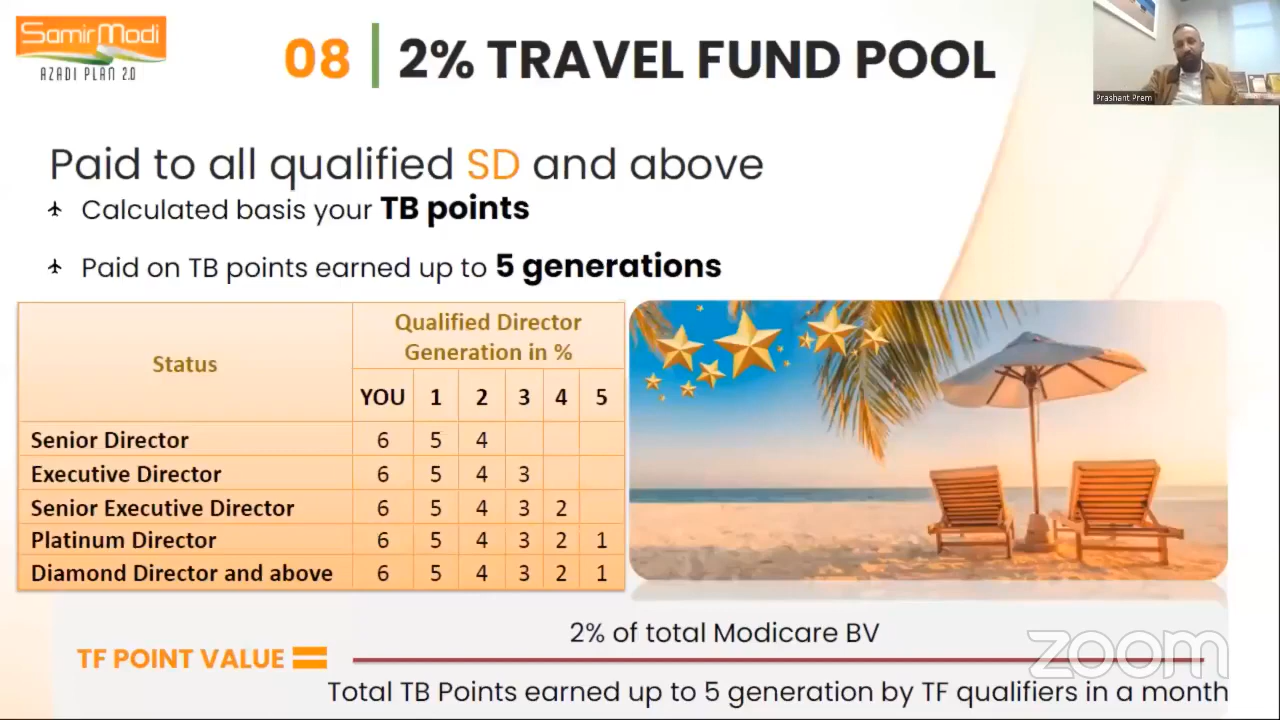 SamirModi
AZADI PLAN 2.0
08 | 2% TRAVEL FUND POOL
Prashant Prem
Paid to all qualified SD and above
Calculated basis your TB points
Paid on TB points earned up to 5 generations
Status
Qualified Director
Generation in %
YOU 1 2 3 4 5
Senior Director 6 5 4
Executive Director 6 5 4 3
Senior Executive Director 6 5 4 3 2
Platinum Director 6 5 4 3 2 1
Diamond Director and above 6 5 4 3 2 1
2% of total Modicare BV
TF POINT VALUE =
zoom
Total TB Points earned up to 5 generation by TF qualifiers in a month